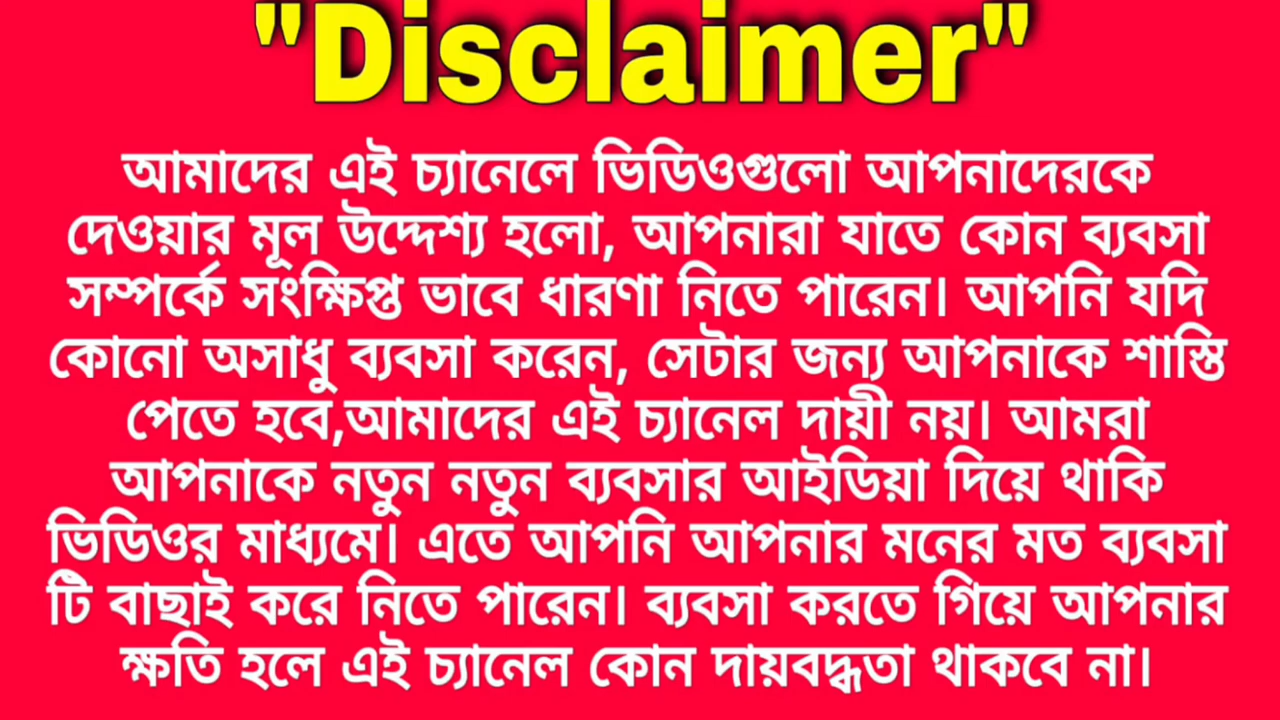 "Disclaimer"
আমাদের এই চ্যানেলে ভিডিওগুলো আপনাদেরকে
দেওয়ার মূল উদ্দেশ্য হলো, আপনারা যাতে কোন ব্যবসা
সম্পর্কে সংক্ষিপ্ত ভাবে ধারণা নিতে পারেন। আপনি যদি
কোনো অসাধু ব্যবসা করেন, সেটার জন্য আপনাকে শাস্তি
পেতে হবে,আমাদের এই চ্যানেল দায়ী নয়। আমরা
আপনাকে নতুন নতুন ব্যবসার আইডিয়া দিয়ে থাকি
ভিডিওর মাধ্যমে। এতে আপনি আপনার মনের মত ব্যবসা
টি বাছাই করে নিতে পারেন। ব্যবসা করতে গিয়ে আপনার
ক্ষতি হলে এই চ্যানেল কোন দায়বদ্ধতা থাকবে না।